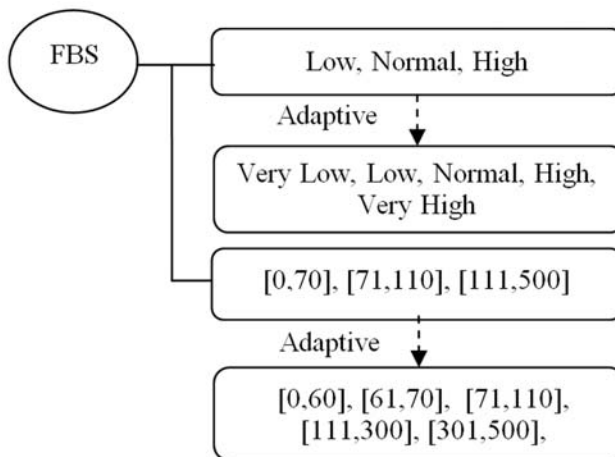 FBS
Low, Normal, High
Adaptive
Very Low, Low, Normal, High,
Very High
[0,70], [71,110], [111,500]
Adaptive
[0,60], [61,70], [71,110],
[111,300], [301,500],